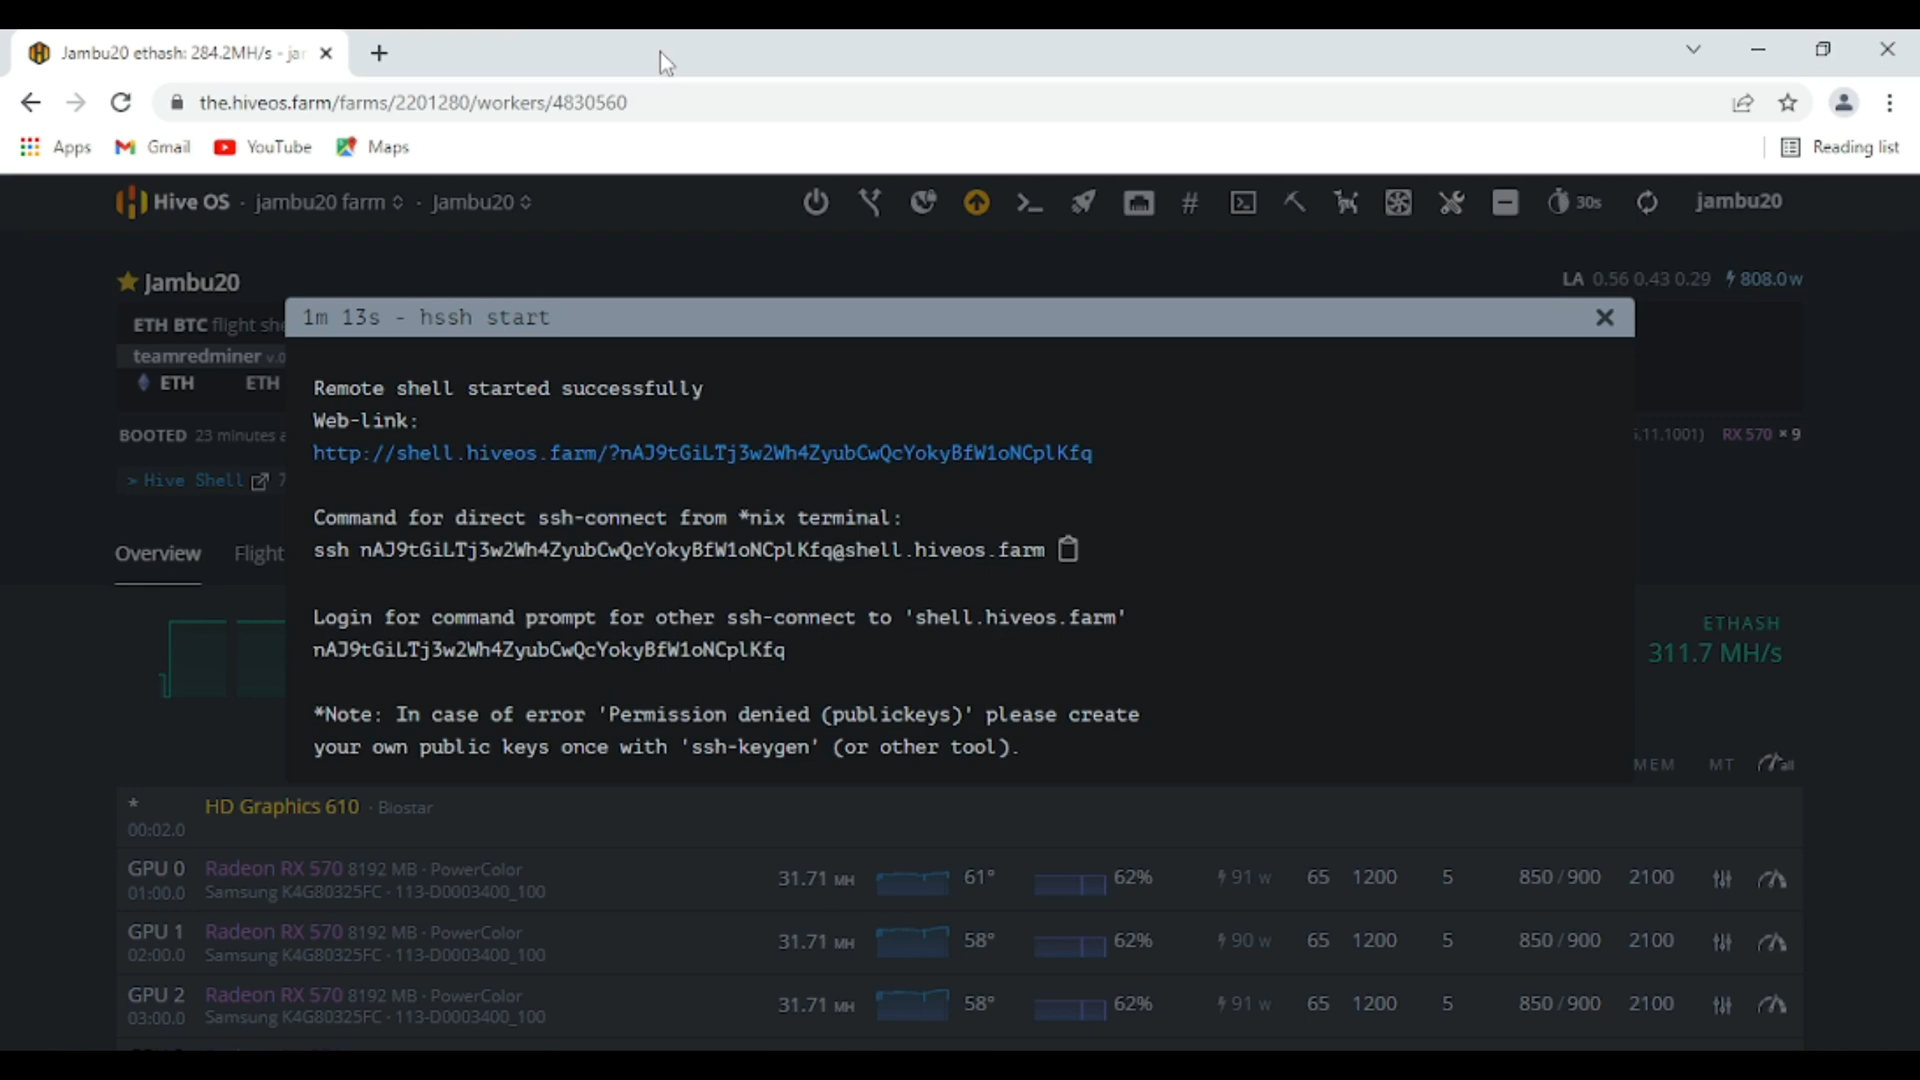 Jambu20 ethash: 284.2MH/s - jar
the.hiveos.farm/farms/2201280/workers/4830560
Apps Gmail YouTube Maps Reading list
Hive OS · jambu20 farm · Jambu20 30s jambu20
Jambu20 LA 0.56 0.43 0.29 808.0 w
ETH BTC flight she
1m 13s - hssh start
teamredminer v.0
ETH ETH
Remote shell started successfully
Web-link:
BOOTED 23 minutes a 5.11.1001) RX 570 × 9
http://shell.hiveos.farm/?nAJ9tGiLTj3w2Wh4ZyubCwQcYokyBfW1oNCplKfq
> Hive Shell 7
Command for direct ssh-connect from *nix terminal:
ssh nAJ9tGiLTj3w2Wh4ZyubCwQcYokyBfW1oNCplKfq@shell.hiveos.farm
Overview Flight
Login for command prompt for other ssh-connect to 'shell.hiveos.farm'
ETHASH
nAJ9tGiLTj3w2Wh4ZyubCwQcYokyBfW1oNCplKfq
311.7 MH/s
*Note: In case of error 'Permission denied (publickeys)' please create
your own public keys once with 'ssh-keygen' (or other tool).
MEM MT all
* HD Graphics 610 · Biostar
00:02.0
GPU 0 Radeon RX 570 8192 MB · PowerColor 31.71 MH 61° 62% 91 w 65 1200 5 850 / 900 2100
01:00.0 Samsung K4G80325FC · 113-D0003400_100
GPU 1 Radeon RX 570 8192 MB · PowerColor 31.71 MH 58° 62% 90 w 65 1200 5 850 / 900 2100
02:00.0 Samsung K4G80325FC · 113-D0003400_100
GPU 2 Radeon RX 570 8192 MB · PowerColor 31.71 MH 58° 62% 91 w 65 1200 5 850 / 900 2100
03:00.0 Samsung K4G80325FC · 113-D0003400_100